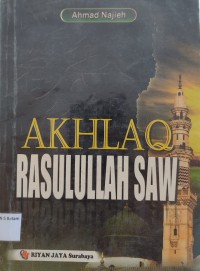 Ahmad Najieh
AKHLAQ
RASULULLAH SAW
RIYAN JAYA Surabaya